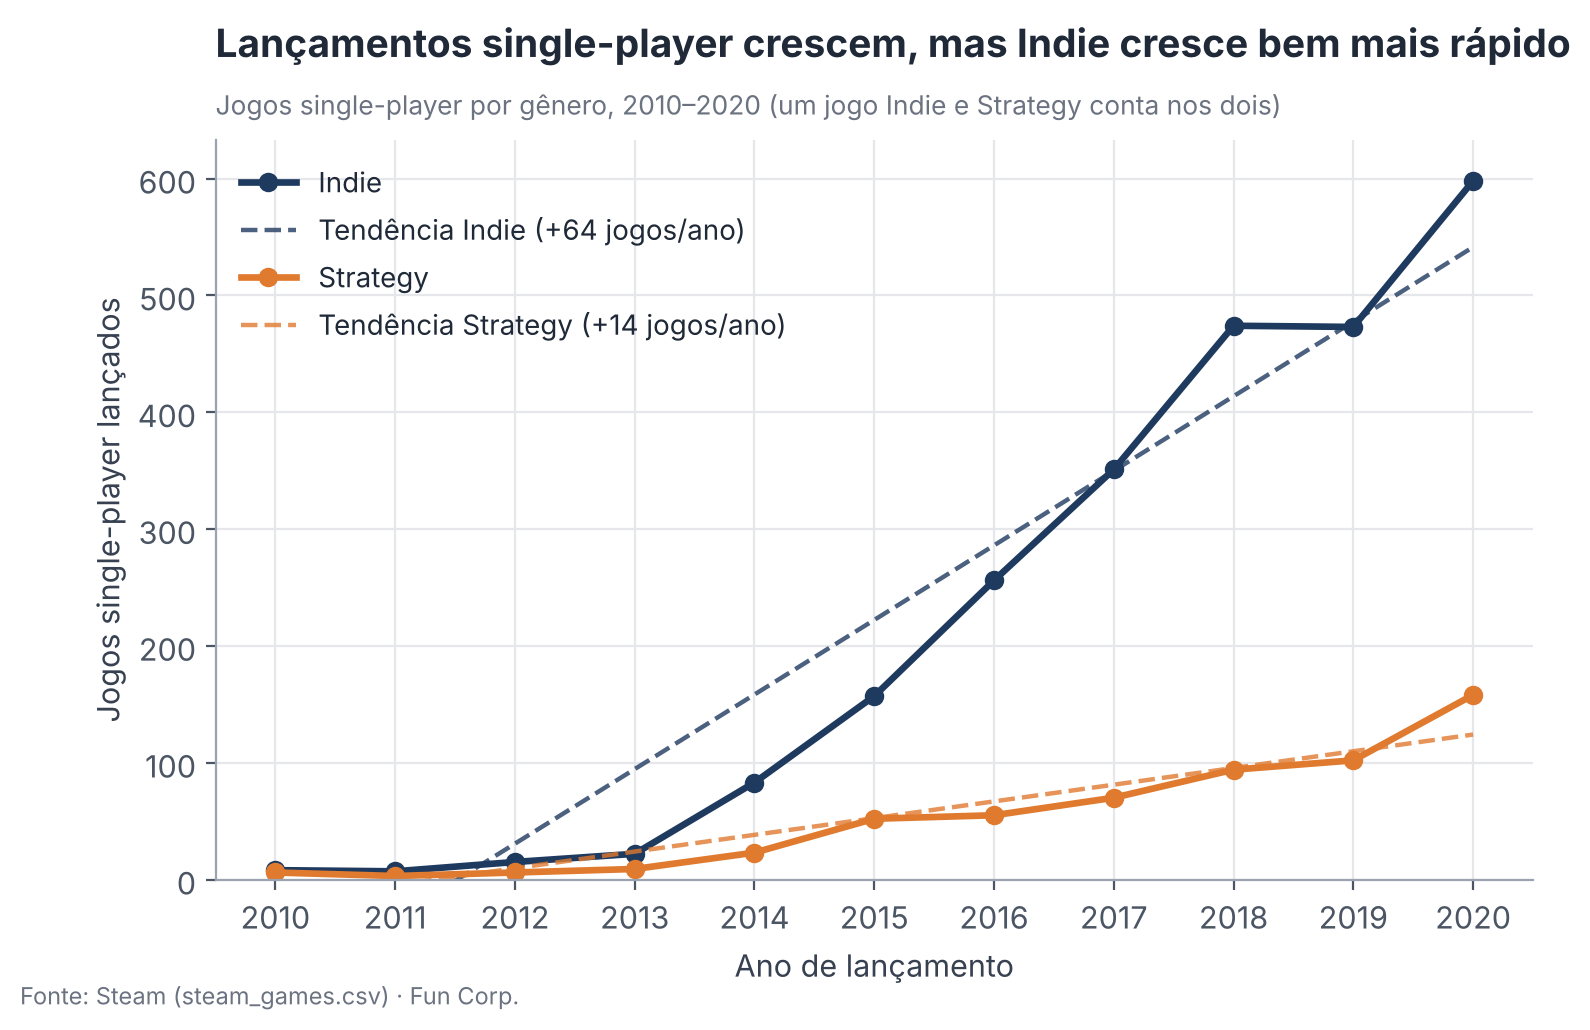 Lançamentos single-player crescem, mas Indie cresce bem mais rápido
Jogos single-player por gênero, 2010–2020 (um jogo Indie e Strategy conta nos dois)
Indie
Tendência Indie (+64 jogos/ano)
Strategy
Tendência Strategy (+14 jogos/ano)
Jogos single-player lançados
600
500
400
300
200
100
0
2010 2011 2012 2013 2014 2015 2016 2017 2018 2019 2020
Ano de lançamento
Fonte: Steam (steam_games.csv) · Fun Corp.